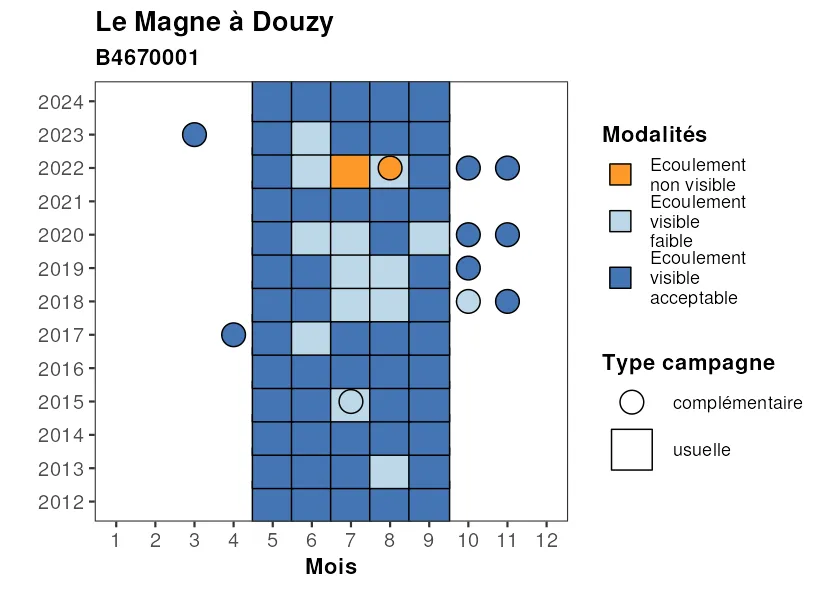 Le Magne à Douzy
B4670001
2024
2023
2022
2021
2020
2019
2018
2017
2016
2015
2014
2013
2012
1 2 3 4 5 6 7 8 9 10 11 12
Mois
Modalités
Ecoulement
non visible
Ecoulement
visible
faible
Ecoulement
visible
acceptable
Type campagne
complémentaire
usuelle